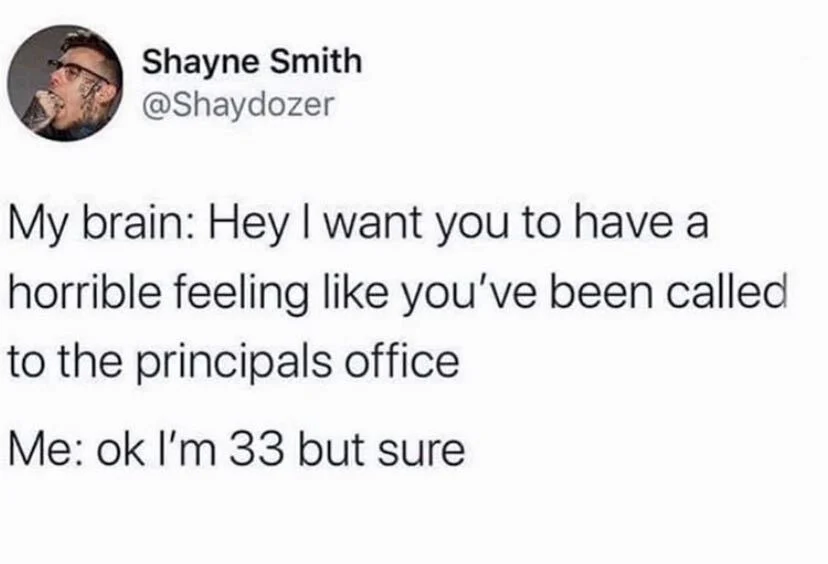 Shayne Smith
@Shaydozer
My brain: Hey I want you to have a
horrible feeling like you've been called
to the principals office
Me: ok I'm 33 but sure